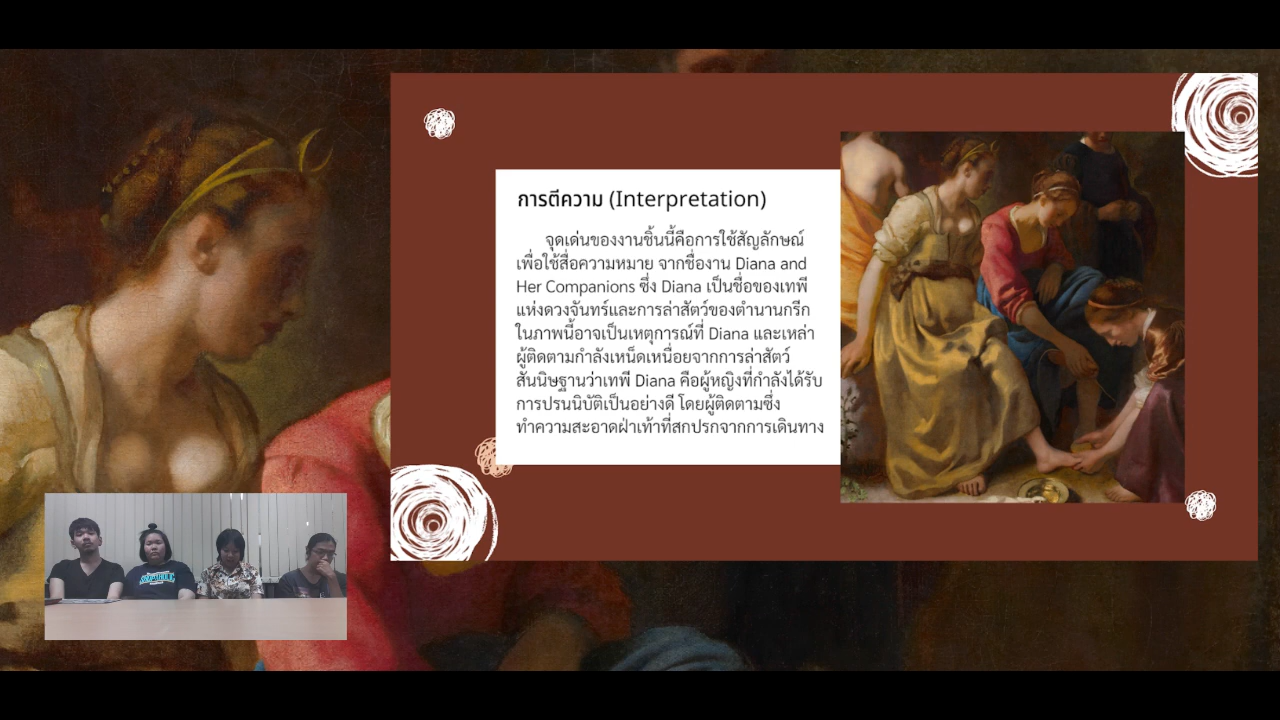 การตีความ (Interpretation)
จุดเด่นของงานชิ้นนี้คือการใช้สัญลักษณ์
เพื่อใช้สื่อความหมาย จากชื่องาน Diana and
Her Companions ซึ่ง Diana เป็นชื่อของเทพี
แห่งดวงจันทร์และการล่าสัตว์ของตำนานกรีก
ในภาพนี้อาจเป็นเหตุการณ์ที่ Diana และเหล่า
ผู้ติดตามกำลังเหน็ดเหนื่อยจากการล่าสัตว์
สันนิษฐานว่าเทพี Diana คือผู้หญิงที่กำลังได้รับ
การปรนนิบัติเป็นอย่างดี โดยผู้ติดตามซึ่ง
ทำความสะอาดฝ่าเท้าที่สกปรกจากการเดินทาง